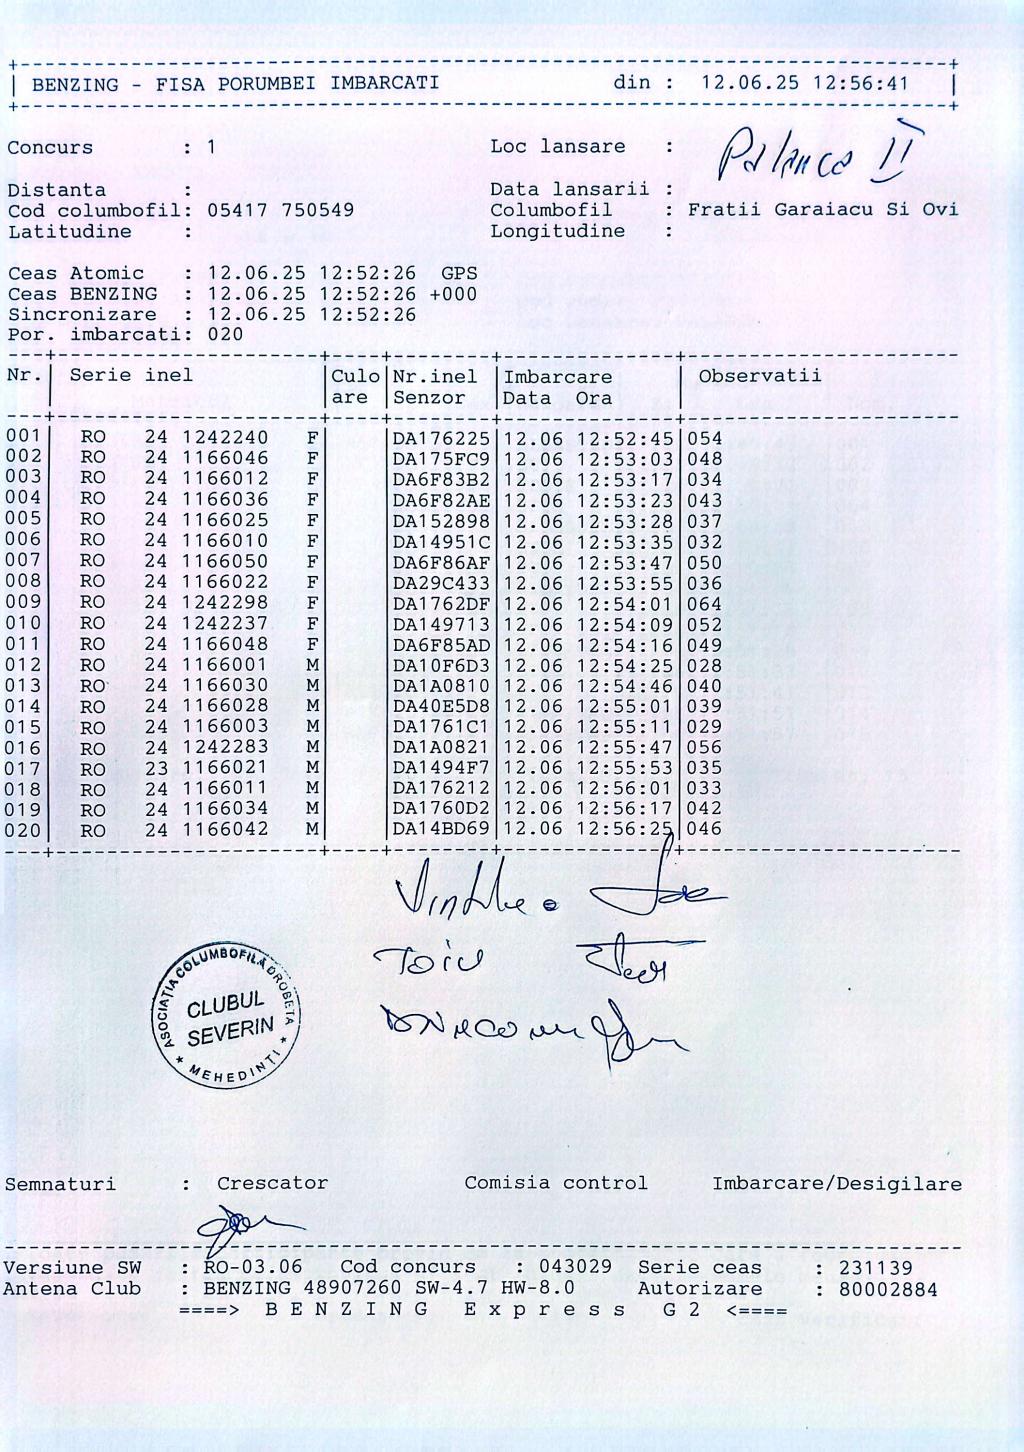 BENZING - FISA PORUMBEI IMBARCATI din : 12.06.25 12:56:41
Concurs : 1 Loc lansare : Palanca II
Distanta : Data lansarii :
Cod columbofil: 05417 750549 Columbofil : Fratii Garaiacu Si Ovi
Latitudine : Longitudine :
Ceas Atomic : 12.06.25 12:52:26 GPS
Ceas BENZING : 12.06.25 12:52:26 +000
Sincronizare : 12.06.25 12:52:26
Por. imbarcati: 020
Nr. Serie inel Culo Nr.inel Imbarcare Observatii
are Senzor Data Ora
001 RO 24 1242240 F DA176225 12.06 12:52:45 054
002 RO 24 1166046 F DA175FC9 12.06 12:53:03 048
003 RO 24 1166012 F DA6F83B2 12.06 12:53:17 034
004 RO 24 1166036 F DA6F82AE 12.06 12:53:23 043
005 RO 24 1166025 F DA152898 12.06 12:53:28 037
006 RO 24 1166010 F DA14951C 12.06 12:53:35 032
007 RO 24 1166050 F DA6F86AF 12.06 12:53:47 050
008 RO 24 1166022 F DA29C433 12.06 12:53:55 036
009 RO 24 1242298 F DA1762DF 12.06 12:54:01 064
010 RO 24 1242237 F DA149713 12.06 12:54:09 052
011 RO 24 1166048 F DA6F85AD 12.06 12:54:16 049
012 RO 24 1166001 M DA10F6D3 12.06 12:54:25 028
013 RO 24 1166030 M DA1A0810 12.06 12:54:46 040
014 RO 24 1166028 M DA40E5D8 12.06 12:55:01 039
015 RO 24 1166003 M DA1761C1 12.06 12:55:11 029
016 RO 24 1242283 M DA1A0821 12.06 12:55:47 056
017 RO 23 1166021 M DA1494F7 12.06 12:55:53 035
018 RO 24 1166011 M DA176212 12.06 12:56:01 033
019 RO 24 1166034 M DA1760D2 12.06 12:56:17 042
020 RO 24 1166042 M DA14BD69 12.06 12:56:25 046
ASOCIATIA COLUMBOFILĂ DROBETA
CLUBUL
SEVERIN
* MEHEDINTI *
Semnaturi : Crescator Comisia control Imbarcare/Desigilare
Versiune SW : RO-03.06 Cod concurs : 043029 Serie ceas : 231139
Antena Club : BENZING 48907260 SW-4.7 HW-8.0 Autorizare : 80002884
====> B E N Z I N G E x p r e s s G 2 <====